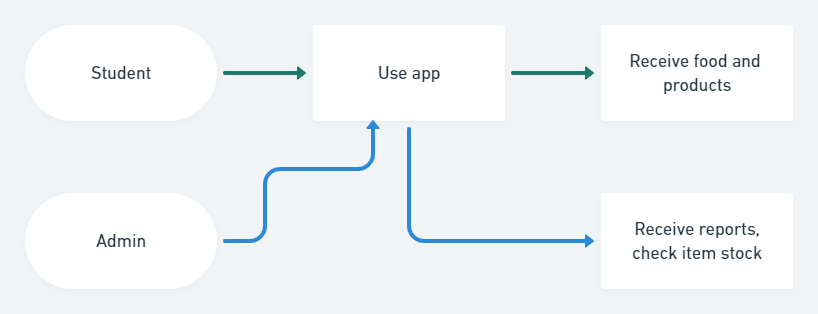 Student
Use app
Receive food and
products
Admin
Receive reports,
check item stock